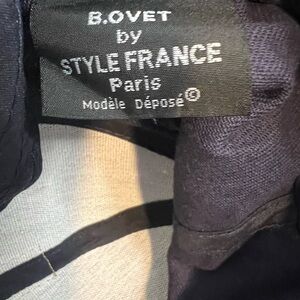 B.OVET
by
STYLE FRANCE
Paris
Modèle Déposé©